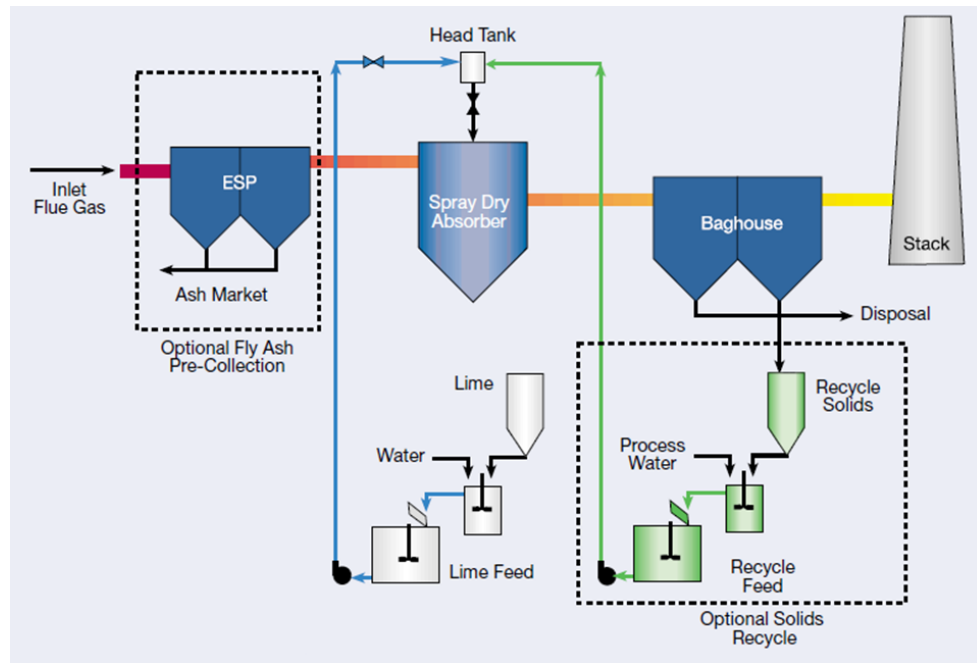 Head Tank
Inlet
Flue Gas
ESP
Ash Market
Optional Fly Ash
Pre-Collection
Spray Dry
Absorber
Baghouse
Stack
Disposal
Lime
Water
Lime Feed
Recycle
Solids
Process
Water
Recycle
Feed
Optional Solids
Recycle